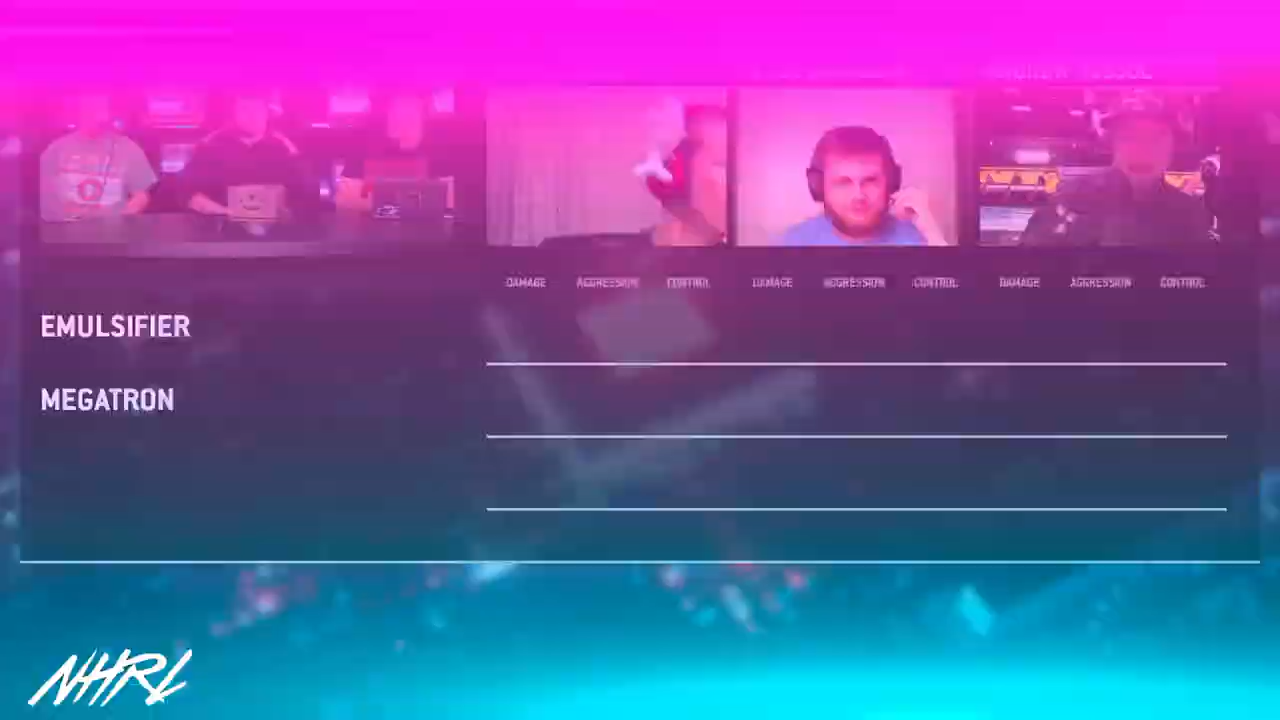 DAMAGE AGGRESSION CONTROL DAMAGE AGGRESSION CONTROL DAMAGE AGGRESSION CONTROL
EMULSIFIER
MEGATRON
NHRL